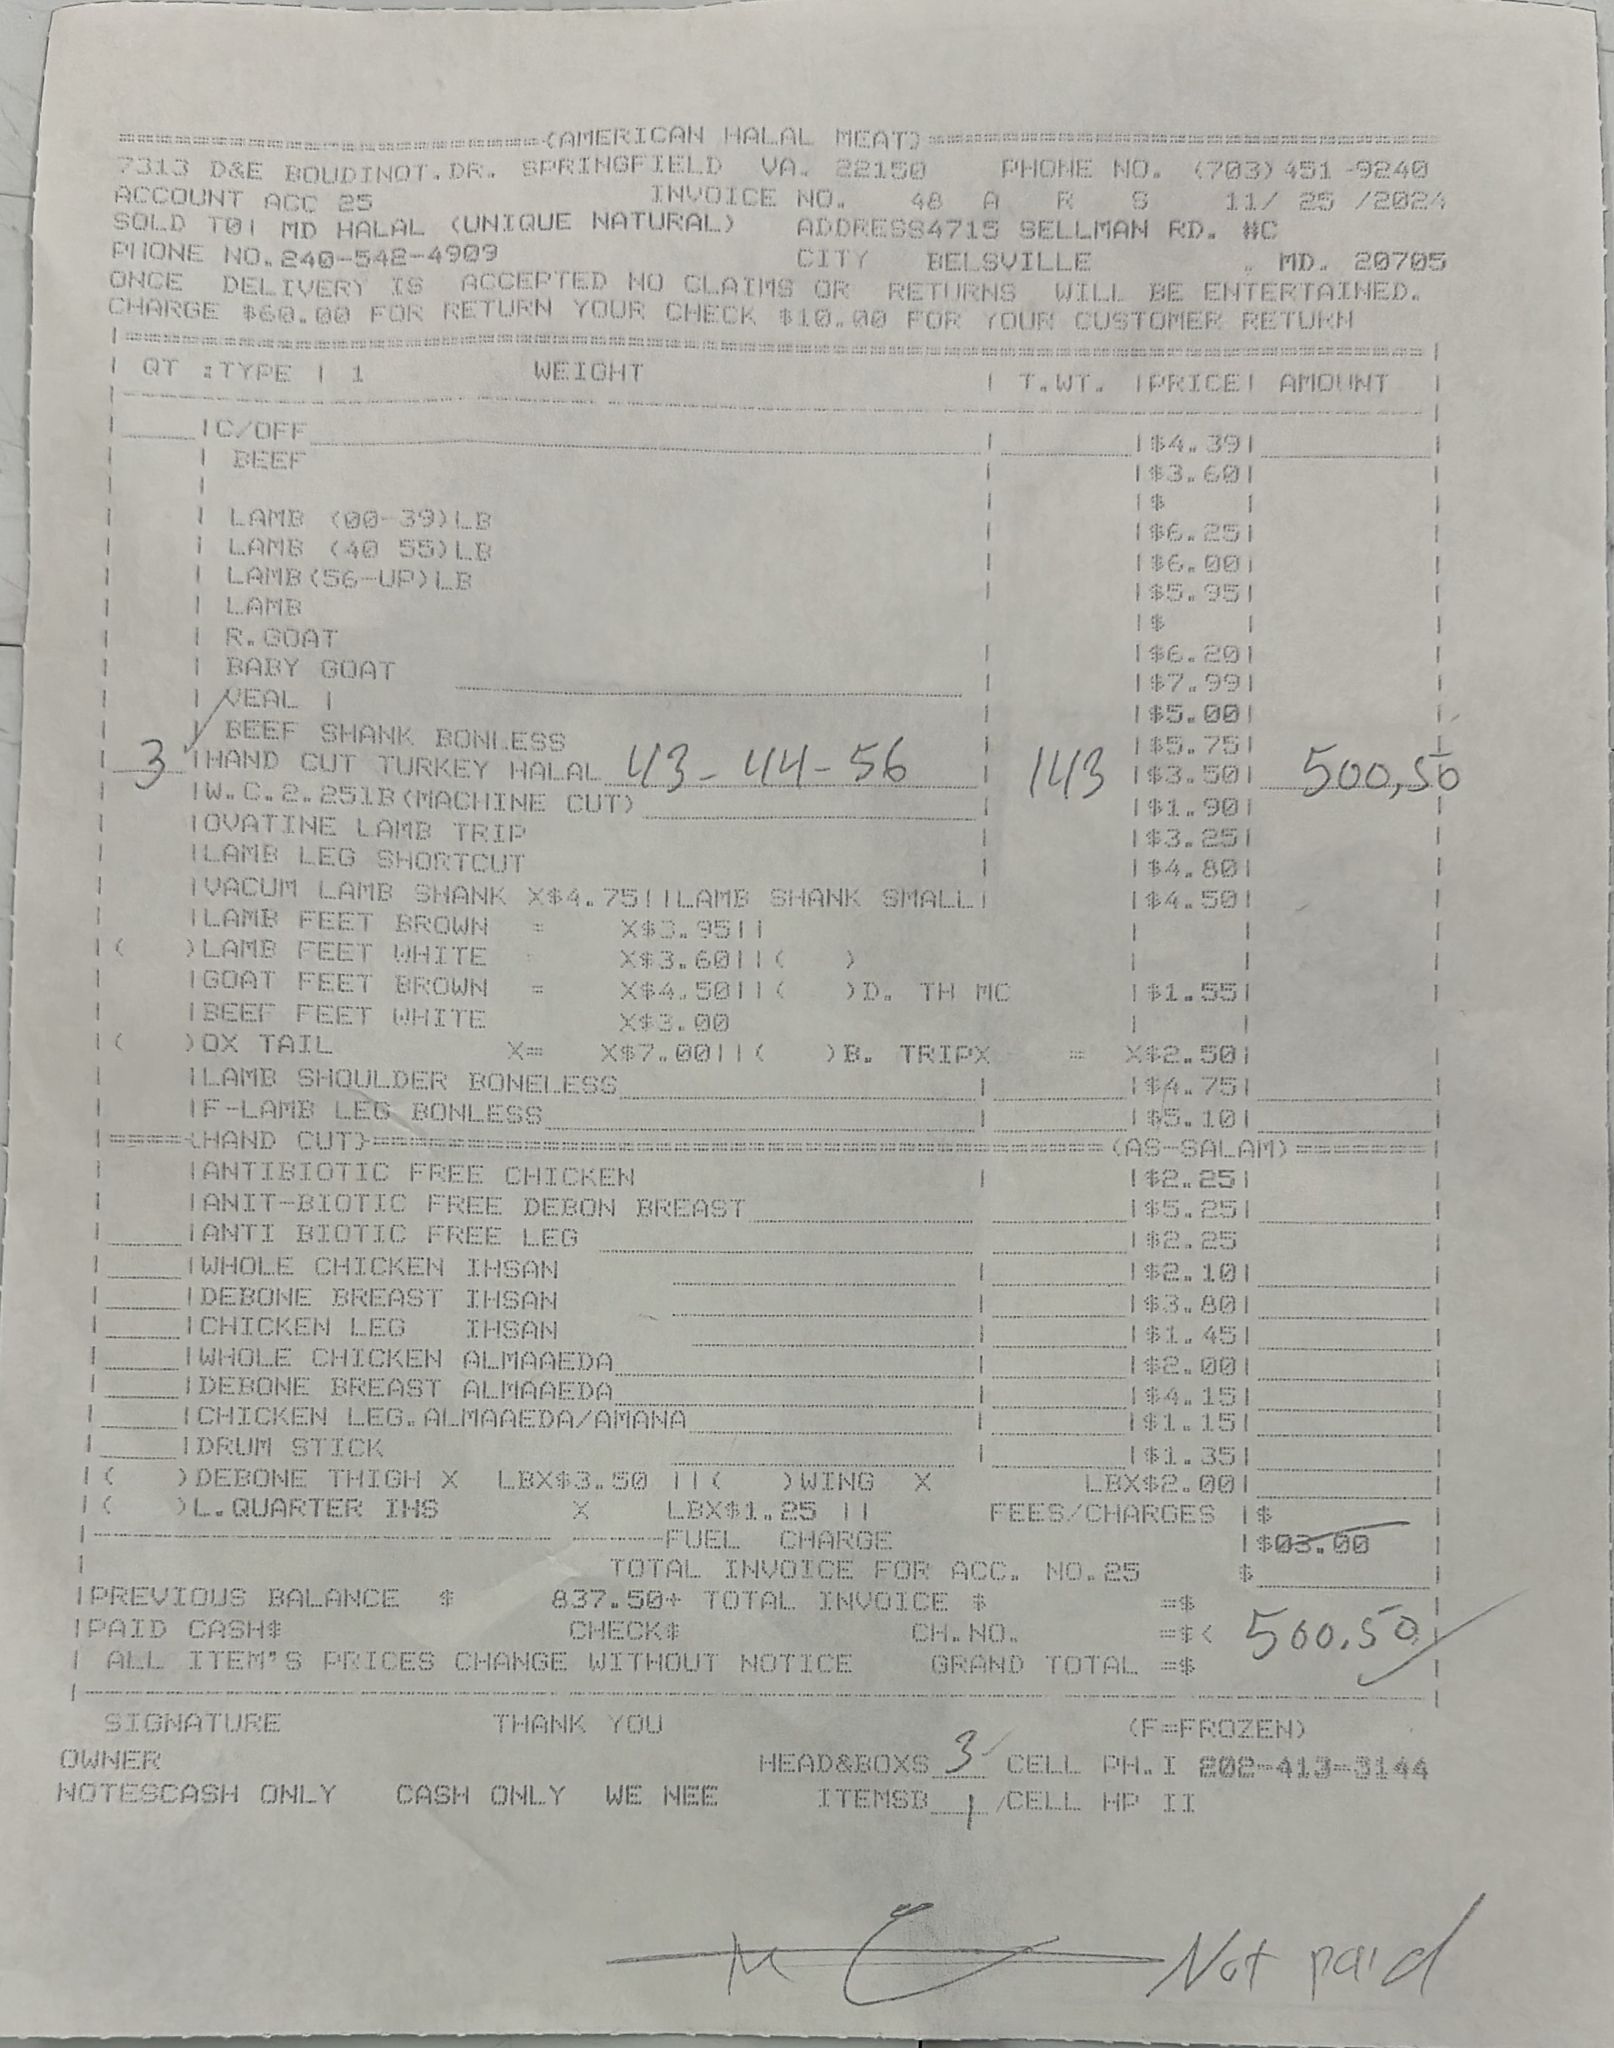 (AMERICAN HALAL MEAT)
7313 D&E BOUDINOT.DR. SPRINGFIELD VA. 22150 PHONE NO. (703)451-9240
ACCOUNT ACC 25 INVOICE NO. 48 A R S 11/ 25 /2024
SOLD TO| MD HALAL (UNIQUE NATURAL) ADDRESS4715 SELLMAN RD. #C
PHONE NO.240-542-4909 CITY BELSVILLE . MD. 20705
ONCE DELIVERY IS ACCEPTED NO CLAIMS OR RETURNS WILL BE ENTERTAINED.
CHARGE $60.00 FOR RETURN YOUR CHECK $10.00 FOR YOUR CUSTOMER RETURN
QT :TYPE | 1 WEIGHT | T.WT. |PRICE| AMOUNT
C/OFF |$4.39|
BEEF |$3.60|
|$ |
LAMB (00-39)LB |$6.25|
LAMB (40 55)LB |$6.00|
LAMB(56-UP)LB |$5.95|
LAMB |$ |
R.GOAT |$6.20|
BABY GOAT |$7.99|
VEAL | |$5.00|
BEEF SHANK BONLESS |$5.75|
3 |HAND CUT TURKEY HALAL 43-44-56 | 143 |$3.50| 500,50
|W.C.2.25lB(MACHINE CUT) |$1.90|
|OVATINE LAMB TRIP |$3.25|
|LAMB LEG SHORTCUT |$4.80|
|VACUM LAMB SHANK X$4.75||LAMB SHANK SMALL| |$4.50|
|LAMB FEET BROWN = X$3.95||
|( )LAMB FEET WHITE X$3.60||( )
|GOAT FEET BROWN = X$4.50||( )D. TH MC |$1.55|
|BEEF FEET WHITE X$3.00
|( )OX TAIL X= X$7.00||( )B. TRIPX = X$2.50|
|LAMB SHOULDER BONELESS |$4.75|
|F-LAMB LEG BONLESS |$5.10|
|=====(HAND CUT)=====(AS-SALAM)=======|
|ANTIBIOTIC FREE CHICKEN |$2.25|
|ANIT-BIOTIC FREE DEBON BREAST |$5.25|
|ANTI BIOTIC FREE LEG |$2.25
|WHOLE CHICKEN IHSAN |$2.10|
|DEBONE BREAST IHSAN |$3.80|
|CHICKEN LEG IHSAN |$1.45|
|WHOLE CHICKEN ALMAAEDA |$2.00|
|DEBONE BREAST ALMAAEDA |$4.15|
|CHICKEN LEG.ALMAAEDA/AMANA |$1.15|
|DRUM STICK |$1.35|
|( )DEBONE THIGH X LBX$3.50 ||( )WING X LBX$2.00|
|( )L.QUARTER IHS X LBX$1.25 || FEES/CHARGES |$
FUEL CHARGE |$03.00
TOTAL INVOICE FOR ACC. NO.25 $
|PREVIOUS BALANCE $ 837.50+ TOTAL INVOICE $ =$
|PAID CASH$ CHECK$ CH.NO. =$< 500.50
| ALL ITEM'S PRICES CHANGE WITHOUT NOTICE GRAND TOTAL =$
SIGNATURE THANK YOU (F=FROZEN)
OWNER HEAD&BOXS 3 CELL PH.I 202-413-3144
NOTESCASH ONLY CASH ONLY WE NEE ITEMSB 1 /CELL HP II
Not paid